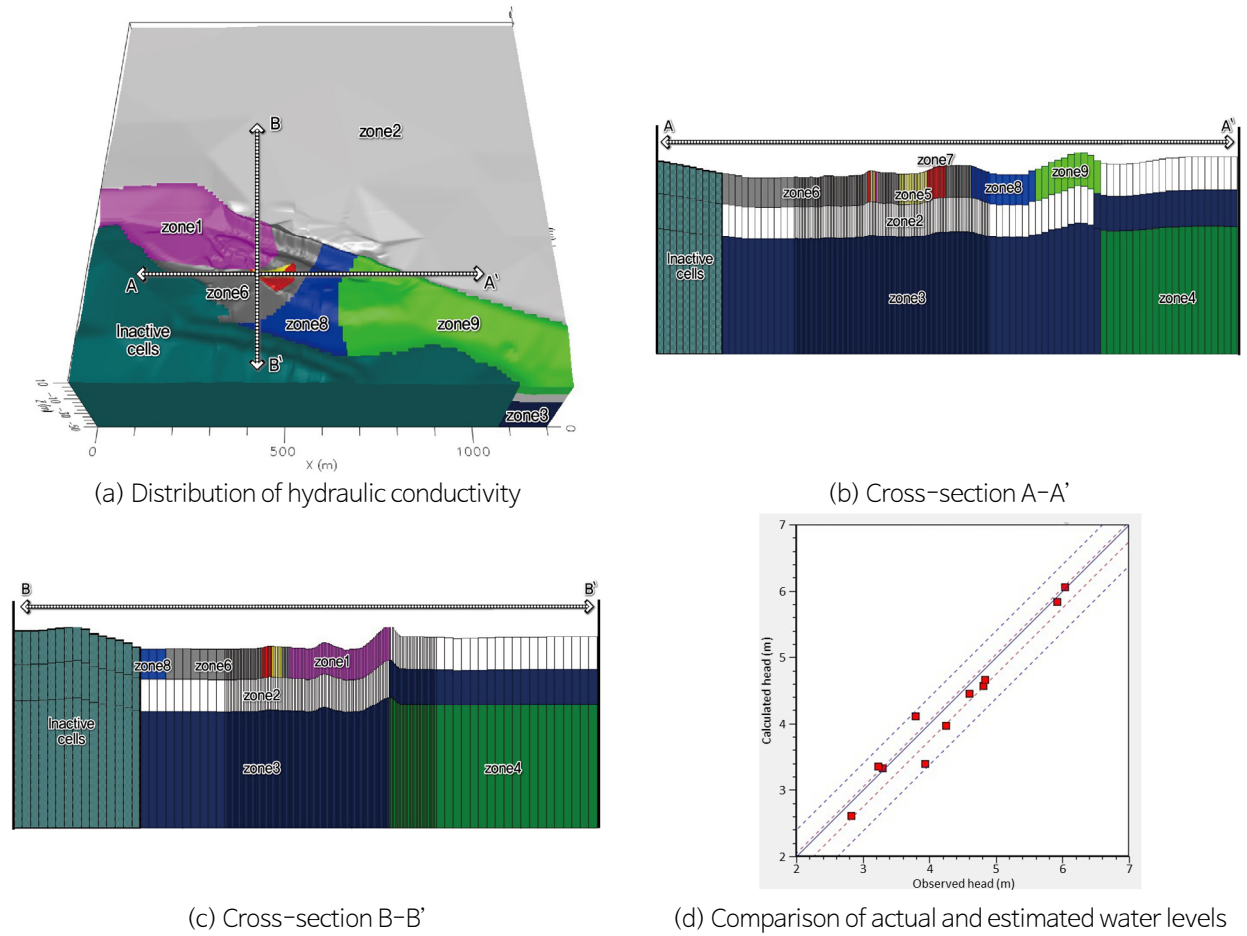 B
zone2
zone1
A
A'
zone6
zone8
zone9
Inactive
cells
B'
zone3
0
500
1000
X (m)
0
(a) Distribution of hydraulic conductivity
A
A'
zone7
zone6
zone5
zone8
zone9
zone2
Inactive
cells
zone3
zone4
(b) Cross-section A-A’
B
B'
zone8
zone6
zone1
zone2
Inactive
cells
zone3
zone4
(c) Cross-section B-B’
7
6
5
4
3
2
Calculated head (m)
2 3 4 5 6 7
Observed head (m)
(d) Comparison of actual and estimated water levels